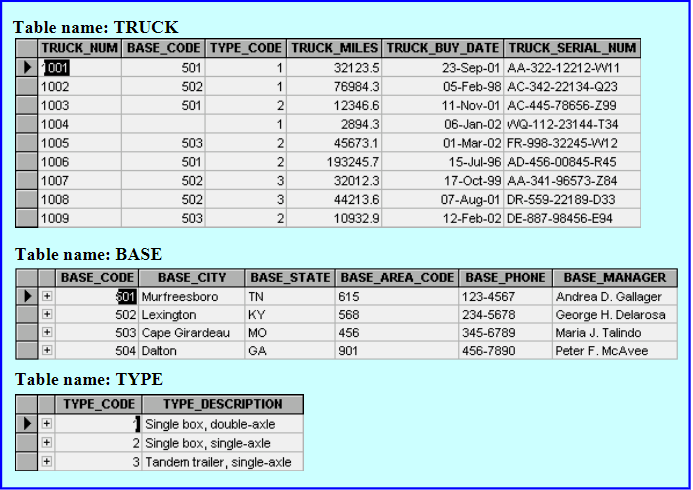 Table name: TRUCK
TRUCK_NUM BASE_CODE TYPE_CODE TRUCK_MILES TRUCK_BUY_DATE TRUCK_SERIAL_NUM
1001 501 1 32123.5 23-Sep-01 AA-322-12212-W11
1002 502 1 76984.3 05-Feb-98 AC-342-22134-Q23
1003 501 2 12346.6 11-Nov-01 AC-445-78656-Z99
1004 1 2894.3 06-Jan-02 WQ-112-23144-T34
1005 503 2 45673.1 01-Mar-02 FR-998-32245-W12
1006 501 2 193245.7 15-Jul-96 AD-456-00845-R45
1007 502 3 32012.3 17-Oct-99 AA-341-96573-Z84
1008 502 3 44213.6 07-Aug-01 DR-559-22189-D33
1009 503 2 10932.9 12-Feb-02 DE-887-98456-E94
Table name: BASE
BASE_CODE BASE_CITY BASE_STATE BASE_AREA_CODE BASE_PHONE BASE_MANAGER
501 Murfreesboro TN 615 123-4567 Andrea D. Gallager
502 Lexington KY 568 234-5678 George H. Delarosa
503 Cape Girardeau MO 456 345-6789 Maria J. Talindo
504 Dalton GA 901 456-7890 Peter F. McAvee
Table name: TYPE
TYPE_CODE TYPE_DESCRIPTION
1 Single box, double-axle
2 Single box, single-axle
3 Tandem trailer, single-axle